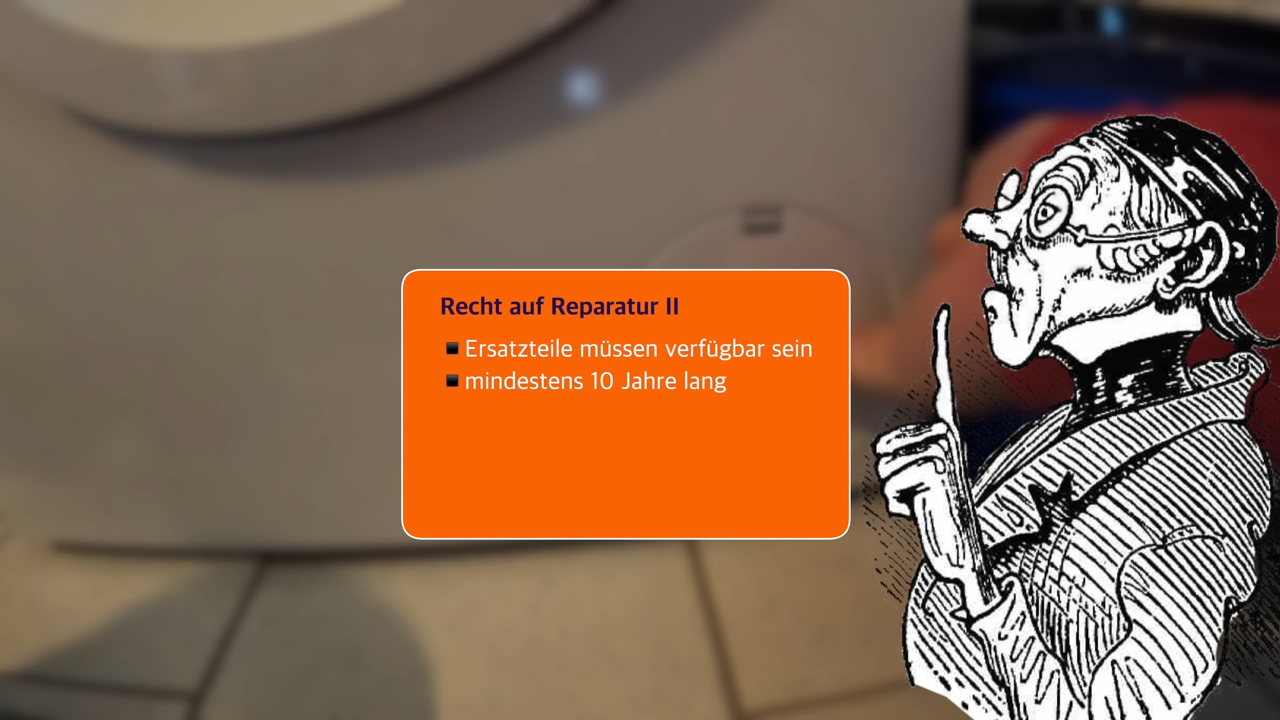 Recht auf Reparatur II
Ersatzteile müssen verfügbar sein
mindestens 10 Jahre lang